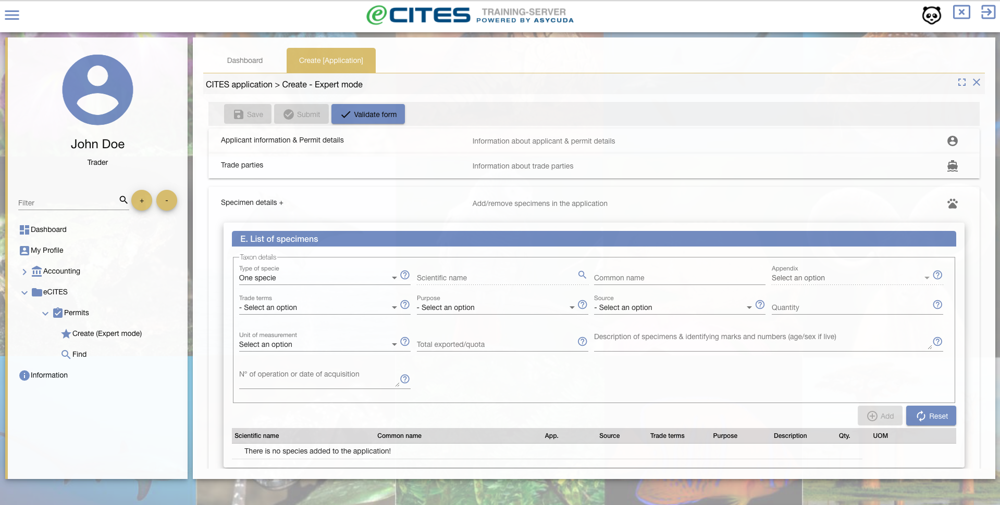 eCITES TRAINING-SERVER
POWERED BY ASYCUDA
John Doe
Trader
Filter
+
-
Dashboard
My Profile
Accounting
eCITES
Permits
Create (Expert mode)
Find
Information
Dashboard
Create [Application]
CITES application > Create - Expert mode
Save
Submit
Validate form
Applicant information & Permit details
Information about applicant & permit details
Trade parties
Information about trade parties
Specimen details +
Add/remove specimens in the application
E. List of specimens
Taxon details
Type of specie
One specie
Scientific name
Common name
Appendix
Select an option
Trade terms
- Select an option
Purpose
- Select an option
Source
- Select an option
Quantity
Unit of measurement
Select an option
Total exported/quota
Description of specimens & identifying marks and numbers (age/sex if live)
Nº of operation or date of acquisition
Add
Reset
Scientific name Common name App. Source Trade terms Purpose Description Qty. UOM
There is no species added to the application!